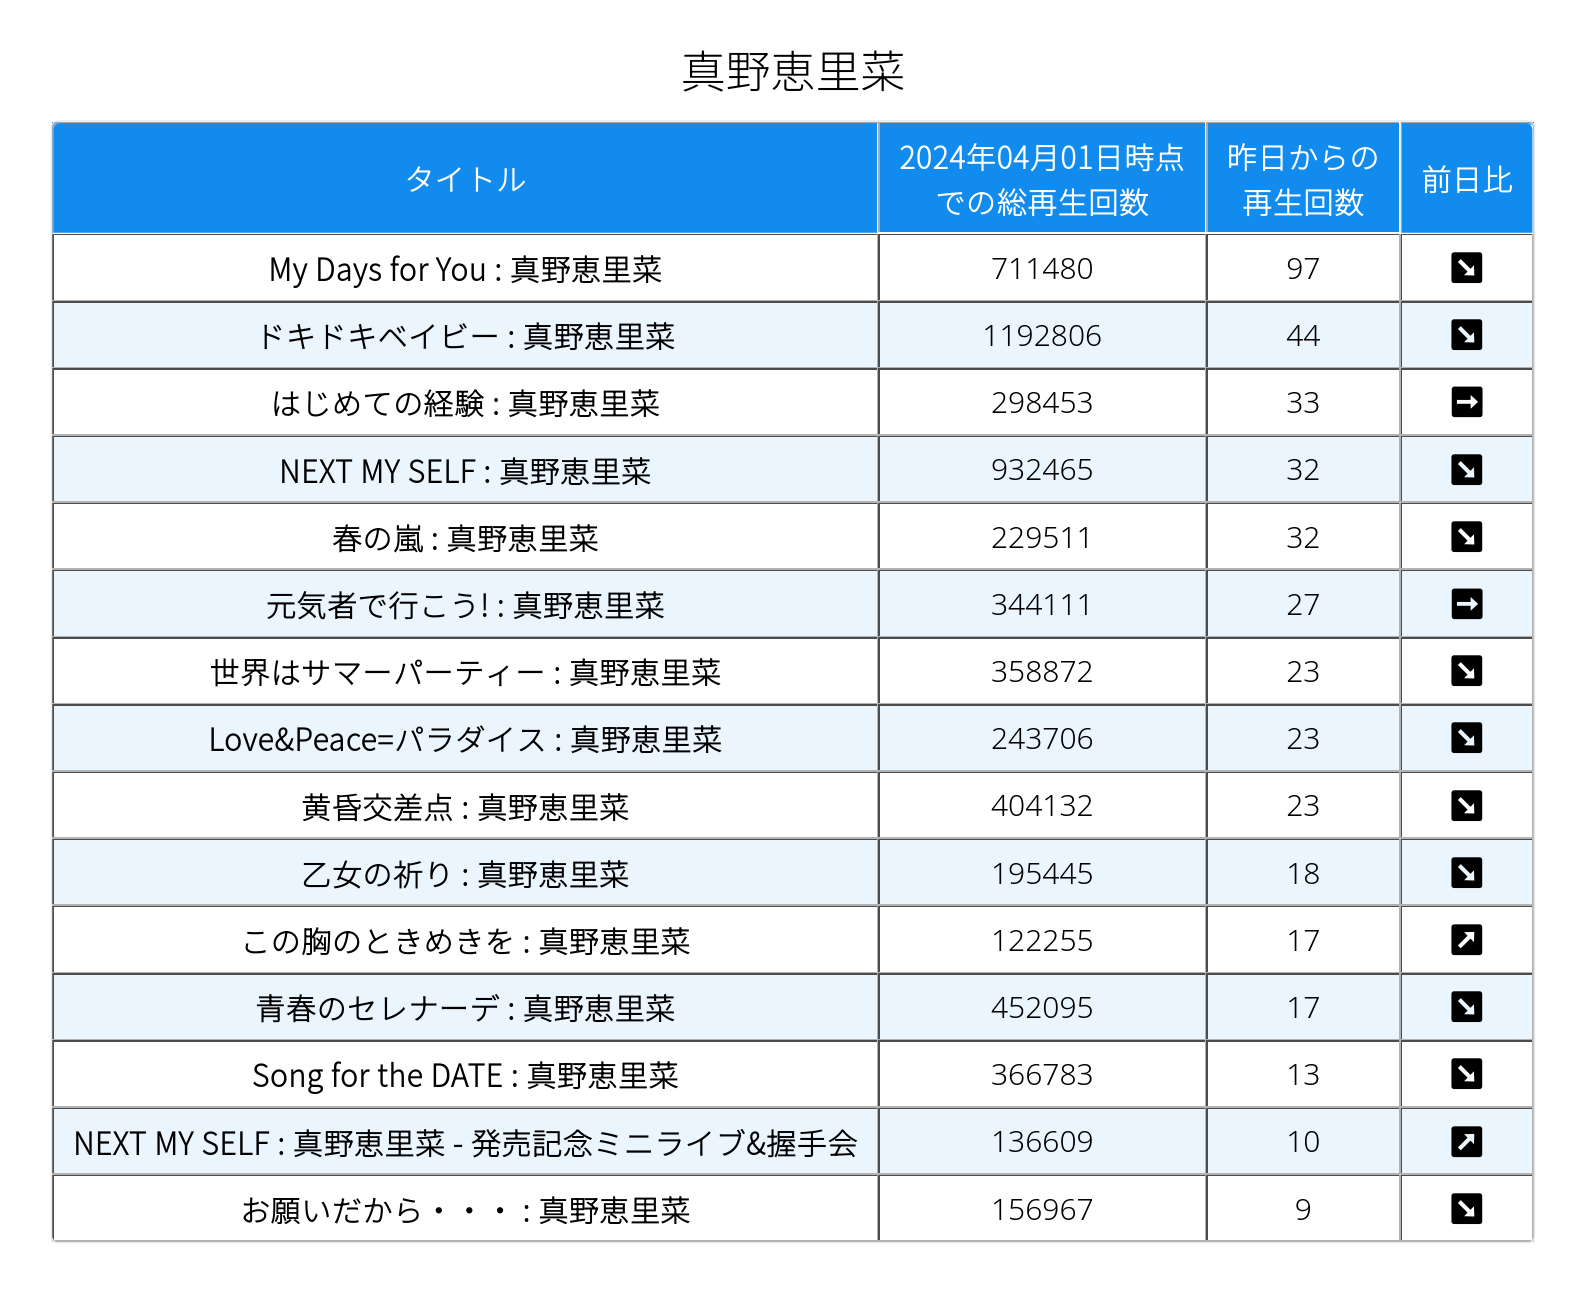 真野恵里菜
タイトル
2024年04月01日時点
での総再生回数
昨日からの
再生回数
前日比
My Days for You : 真野恵里菜 711480 97 ↘
ドキドキベイビー : 真野恵里菜 1192806 44 ↘
はじめての経験 : 真野恵里菜 298453 33 →
NEXT MY SELF : 真野恵里菜 932465 32 ↘
春の嵐 : 真野恵里菜 229511 32 ↘
元気者で行こう! : 真野恵里菜 344111 27 →
世界はサマーパーティー : 真野恵里菜 358872 23 ↘
Love&Peace=パラダイス : 真野恵里菜 243706 23 ↘
黄昏交差点 : 真野恵里菜 404132 23 ↘
乙女の祈り : 真野恵里菜 195445 18 ↘
この胸のときめきを : 真野恵里菜 122255 17 ↗
青春のセレナーデ : 真野恵里菜 452095 17 ↘
Song for the DATE : 真野恵里菜 366783 13 ↘
NEXT MY SELF : 真野恵里菜 - 発売記念ミニライブ&握手会 136609 10 ↗
お願いだから・・・ : 真野恵里菜 156967 9 ↘